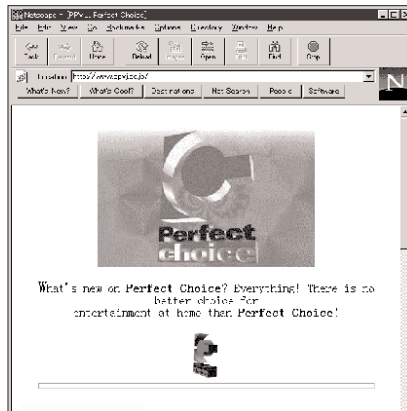 Netscape - [PPV... Perfect Choice]
File Edit View Go Bookmarks Options Directory Window Help
Back Forward Home Reload Images Open Print Find Stop
Location: http://www.ppvj.co.jp/
What's New? What's Cool? Destinations Net Search People Software
N
Perfect
choice
What's new on Perfect Choice? Everything! There is no
better choice for
entertainment at home than Perfect Choice!